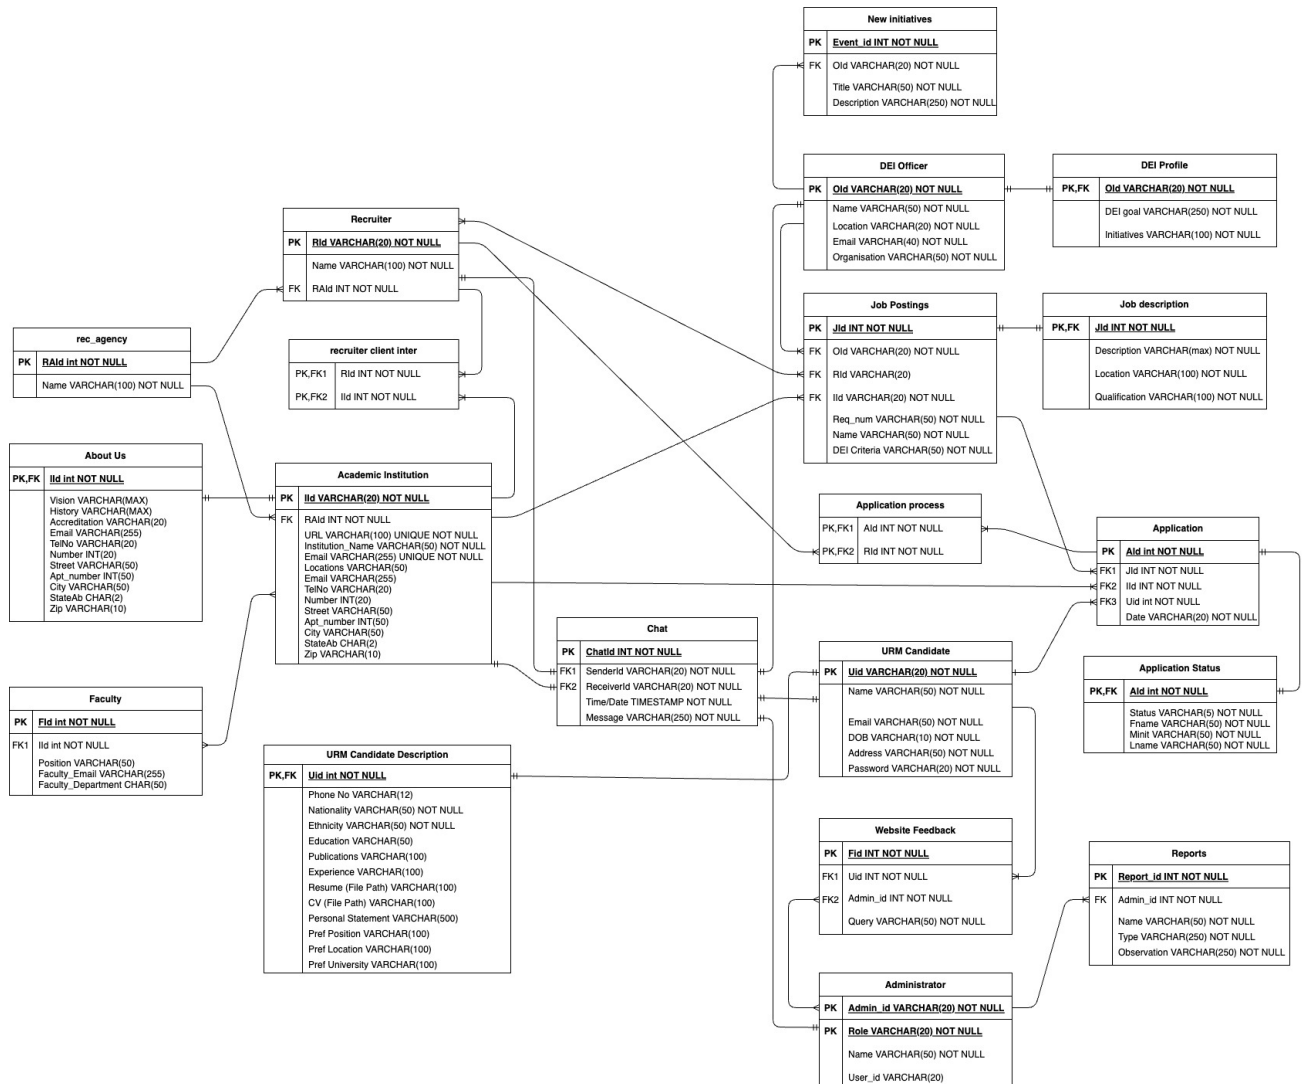 New initiatives
PK Event_id INT NOT NULL
FK OId VARCHAR(20) NOT NULL
Title VARCHAR(50) NOT NULL
Description VARCHAR(250) NOT NULL
DEI Officer
PK OId VARCHAR(20) NOT NULL
Name VARCHAR(50) NOT NULL
Location VARCHAR(20) NOT NULL
Email VARCHAR(40) NOT NULL
Organisation VARCHAR(50) NOT NULL
DEI Profile
PK,FK OId VARCHAR(20) NOT NULL
DEI goal VARCHAR(250) NOT NULL
Initiatives VARCHAR(100) NOT NULL
Recruiter
PK RId VARCHAR(20) NOT NULL
Name VARCHAR(100) NOT NULL
FK RAId INT NOT NULL
Job Postings
PK JId INT NOT NULL
FK OId VARCHAR(20) NOT NULL
FK RId VARCHAR(20)
FK IId VARCHAR(20) NOT NULL
Req_num VARCHAR(50) NOT NULL
Name VARCHAR(50) NOT NULL
DEI Criteria VARCHAR(50) NOT NULL
Job description
PK,FK JId INT NOT NULL
Description VARCHAR(max) NOT NULL
Location VARCHAR(100) NOT NULL
Qualification VARCHAR(100) NOT NULL
rec_agency
PK RAId int NOT NULL
Name VARCHAR(100) NOT NULL
recruiter client inter
PK,FK1 RId INT NOT NULL
PK,FK2 IId INT NOT NULL
About Us
PK,FK IId int NOT NULL
Vision VARCHAR(MAX)
History VARCHAR(MAX)
Accreditation VARCHAR(20)
Email VARCHAR(255)
TelNo VARCHAR(20)
Number INT(20)
Street VARCHAR(50)
Apt_number INT(50)
City VARCHAR(50)
StateAb CHAR(2)
Zip VARCHAR(10)
Academic Institution
PK IId VARCHAR(20) NOT NULL
FK RAId INT NOT NULL
URL VARCHAR(100) UNIQUE NOT NULL
Institution_Name VARCHAR(50) NOT NULL
Email VARCHAR(255) UNIQUE NOT NULL
Locations VARCHAR(50)
Email VARCHAR(255)
TelNo VARCHAR(20)
Number INT(20)
Street VARCHAR(50)
Apt_number INT(50)
City VARCHAR(50)
StateAb CHAR(2)
Zip VARCHAR(10)
Application process
PK,FK1 AId INT NOT NULL
PK,FK2 RId INT NOT NULL
Application
PK AId int NOT NULL
FK1 JId INT NOT NULL
FK2 IId INT NOT NULL
FK3 Uid int NOT NULL
Date VARCHAR(20) NOT NULL
Chat
PK ChatId INT NOT NULL
FK1 SenderId VARCHAR(20) NOT NULL
FK2 ReceiverId VARCHAR(20) NOT NULL
Time/Date TIMESTAMP NOT NULL
Message VARCHAR(250) NOT NULL
URM Candidate
PK Uid VARCHAR(20) NOT NULL
Name VARCHAR(50) NOT NULL
Email VARCHAR(50) NOT NULL
DOB VARCHAR(10) NOT NULL
Address VARCHAR(50) NOT NULL
Password VARCHAR(20) NOT NULL
Application Status
PK,FK AId int NOT NULL
Status VARCHAR(5) NOT NULL
Fname VARCHAR(50) NOT NULL
Minit VARCHAR(50) NOT NULL
Lname VARCHAR(50) NOT NULL
Faculty
PK FId int NOT NULL
FK1 IId int NOT NULL
Position VARCHAR(50)
Faculty_Email VARCHAR(255)
Faculty_Department CHAR(50)
URM Candidate Description
PK,FK Uid int NOT NULL
Phone No VARCHAR(12)
Nationality VARCHAR(50) NOT NULL
Ethnicity VARCHAR(50) NOT NULL
Education VARCHAR(50)
Publications VARCHAR(100)
Experience VARCHAR(100)
Resume (File Path) VARCHAR(100)
CV (File Path) VARCHAR(100)
Personal Statement VARCHAR(500)
Pref Position VARCHAR(100)
Pref Location VARCHAR(100)
Pref University VARCHAR(100)
Website Feedback
PK Fid INT NOT NULL
FK1 Uid INT NOT NULL
FK2 Admin_id INT NOT NULL
Query VARCHAR(50) NOT NULL
Reports
PK Report_id INT NOT NULL
FK Admin_id INT NOT NULL
Name VARCHAR(50) NOT NULL
Type VARCHAR(250) NOT NULL
Observation VARCHAR(250) NOT NULL
Administrator
PK Admin_id VARCHAR(20) NOT NULL
PK Role VARCHAR(20) NOT NULL
Name VARCHAR(50) NOT NULL
User_id VARCHAR(20)